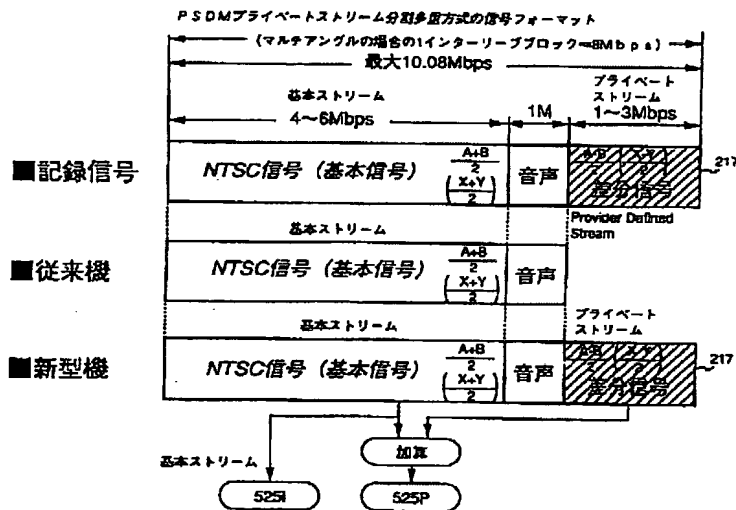 PSDMプライベートストリーム分割多重方式の信号フォーマット
(マルチアングルの場合の1インターリーブブロック=8Mbps)
最大10.08Mbps
基本ストリーム
4〜6Mbps
1M
プライベート
ストリーム
1〜3Mbps
■記録信号
NTSC信号(基本信号)
A+B
2
(X+Y
2)
音声
A-B
2
X-Y
2
差分信号
217
Provider Defined
Stream
基本ストリーム
■従来機
NTSC信号(基本信号)
A+B
2
(X+Y
2)
音声
基本ストリーム
プライベート
ストリーム
■新型機
NTSC信号(基本信号)
A+B
2
(X+Y
2)
音声
A-B
2
X-Y
2
差分信号
217
基本ストリーム
加算
525I
525P